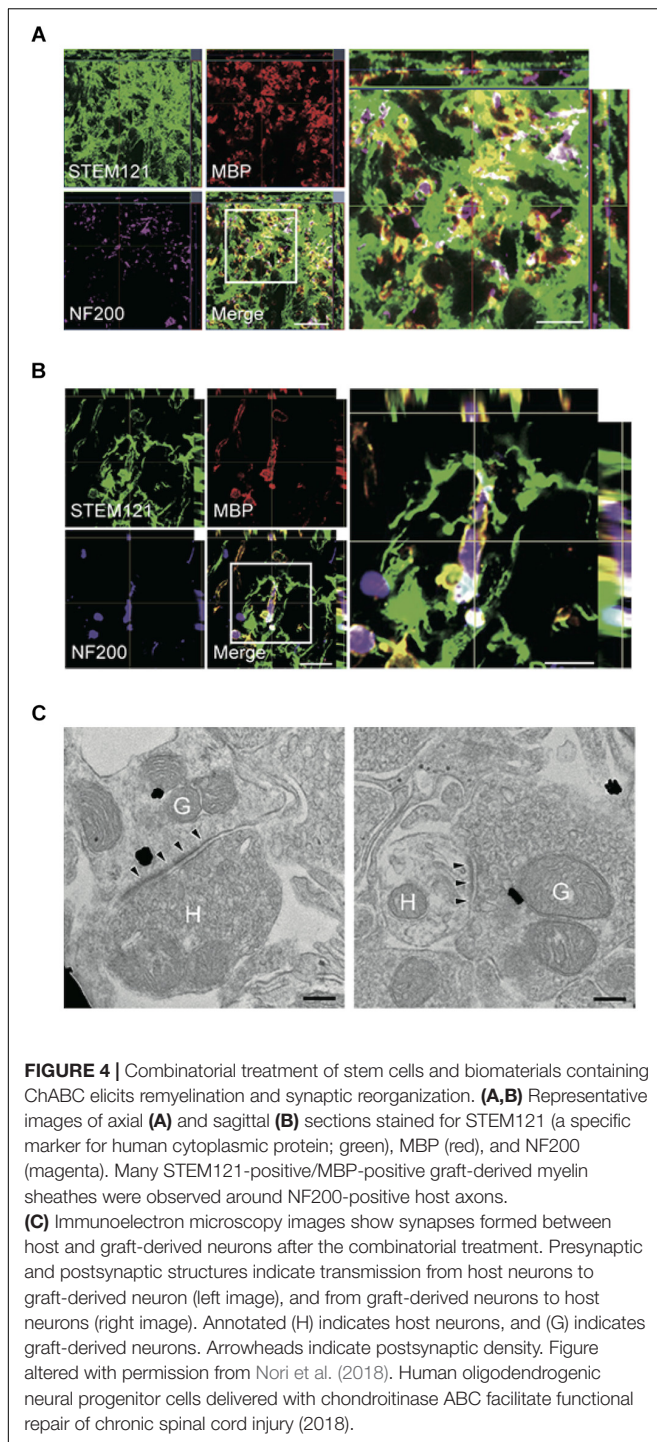 A
STEM121
MBP
NF200
Merge
B
STEM121
MBP
NF200
Merge
C
G
H
H
G
FIGURE 4 | Combinatorial treatment of stem cells and biomaterials containing
ChABC elicits remyelination and synaptic reorganization. (A,B) Representative
images of axial (A) and sagittal (B) sections stained for STEM121 (a specific
marker for human cytoplasmic protein; green), MBP (red), and NF200
(magenta). Many STEM121-positive/MBP-positive graft-derived myelin
sheathes were observed around NF200-positive host axons.
(C) Immunoelectron microscopy images show synapses formed between
host and graft-derived neurons after the combinatorial treatment. Presynaptic
and postsynaptic structures indicate transmission from host neurons to
graft-derived neuron (left image), and from graft-derived neurons to host
neurons (right image). Annotated (H) indicates host neurons, and (G) indicates
graft-derived neurons. Arrowheads indicate postsynaptic density. Figure
altered with permission from Nori et al. (2018). Human oligodendrogenic
neural progenitor cells delivered with chondroitinase ABC facilitate functional
repair of chronic spinal cord injury (2018).